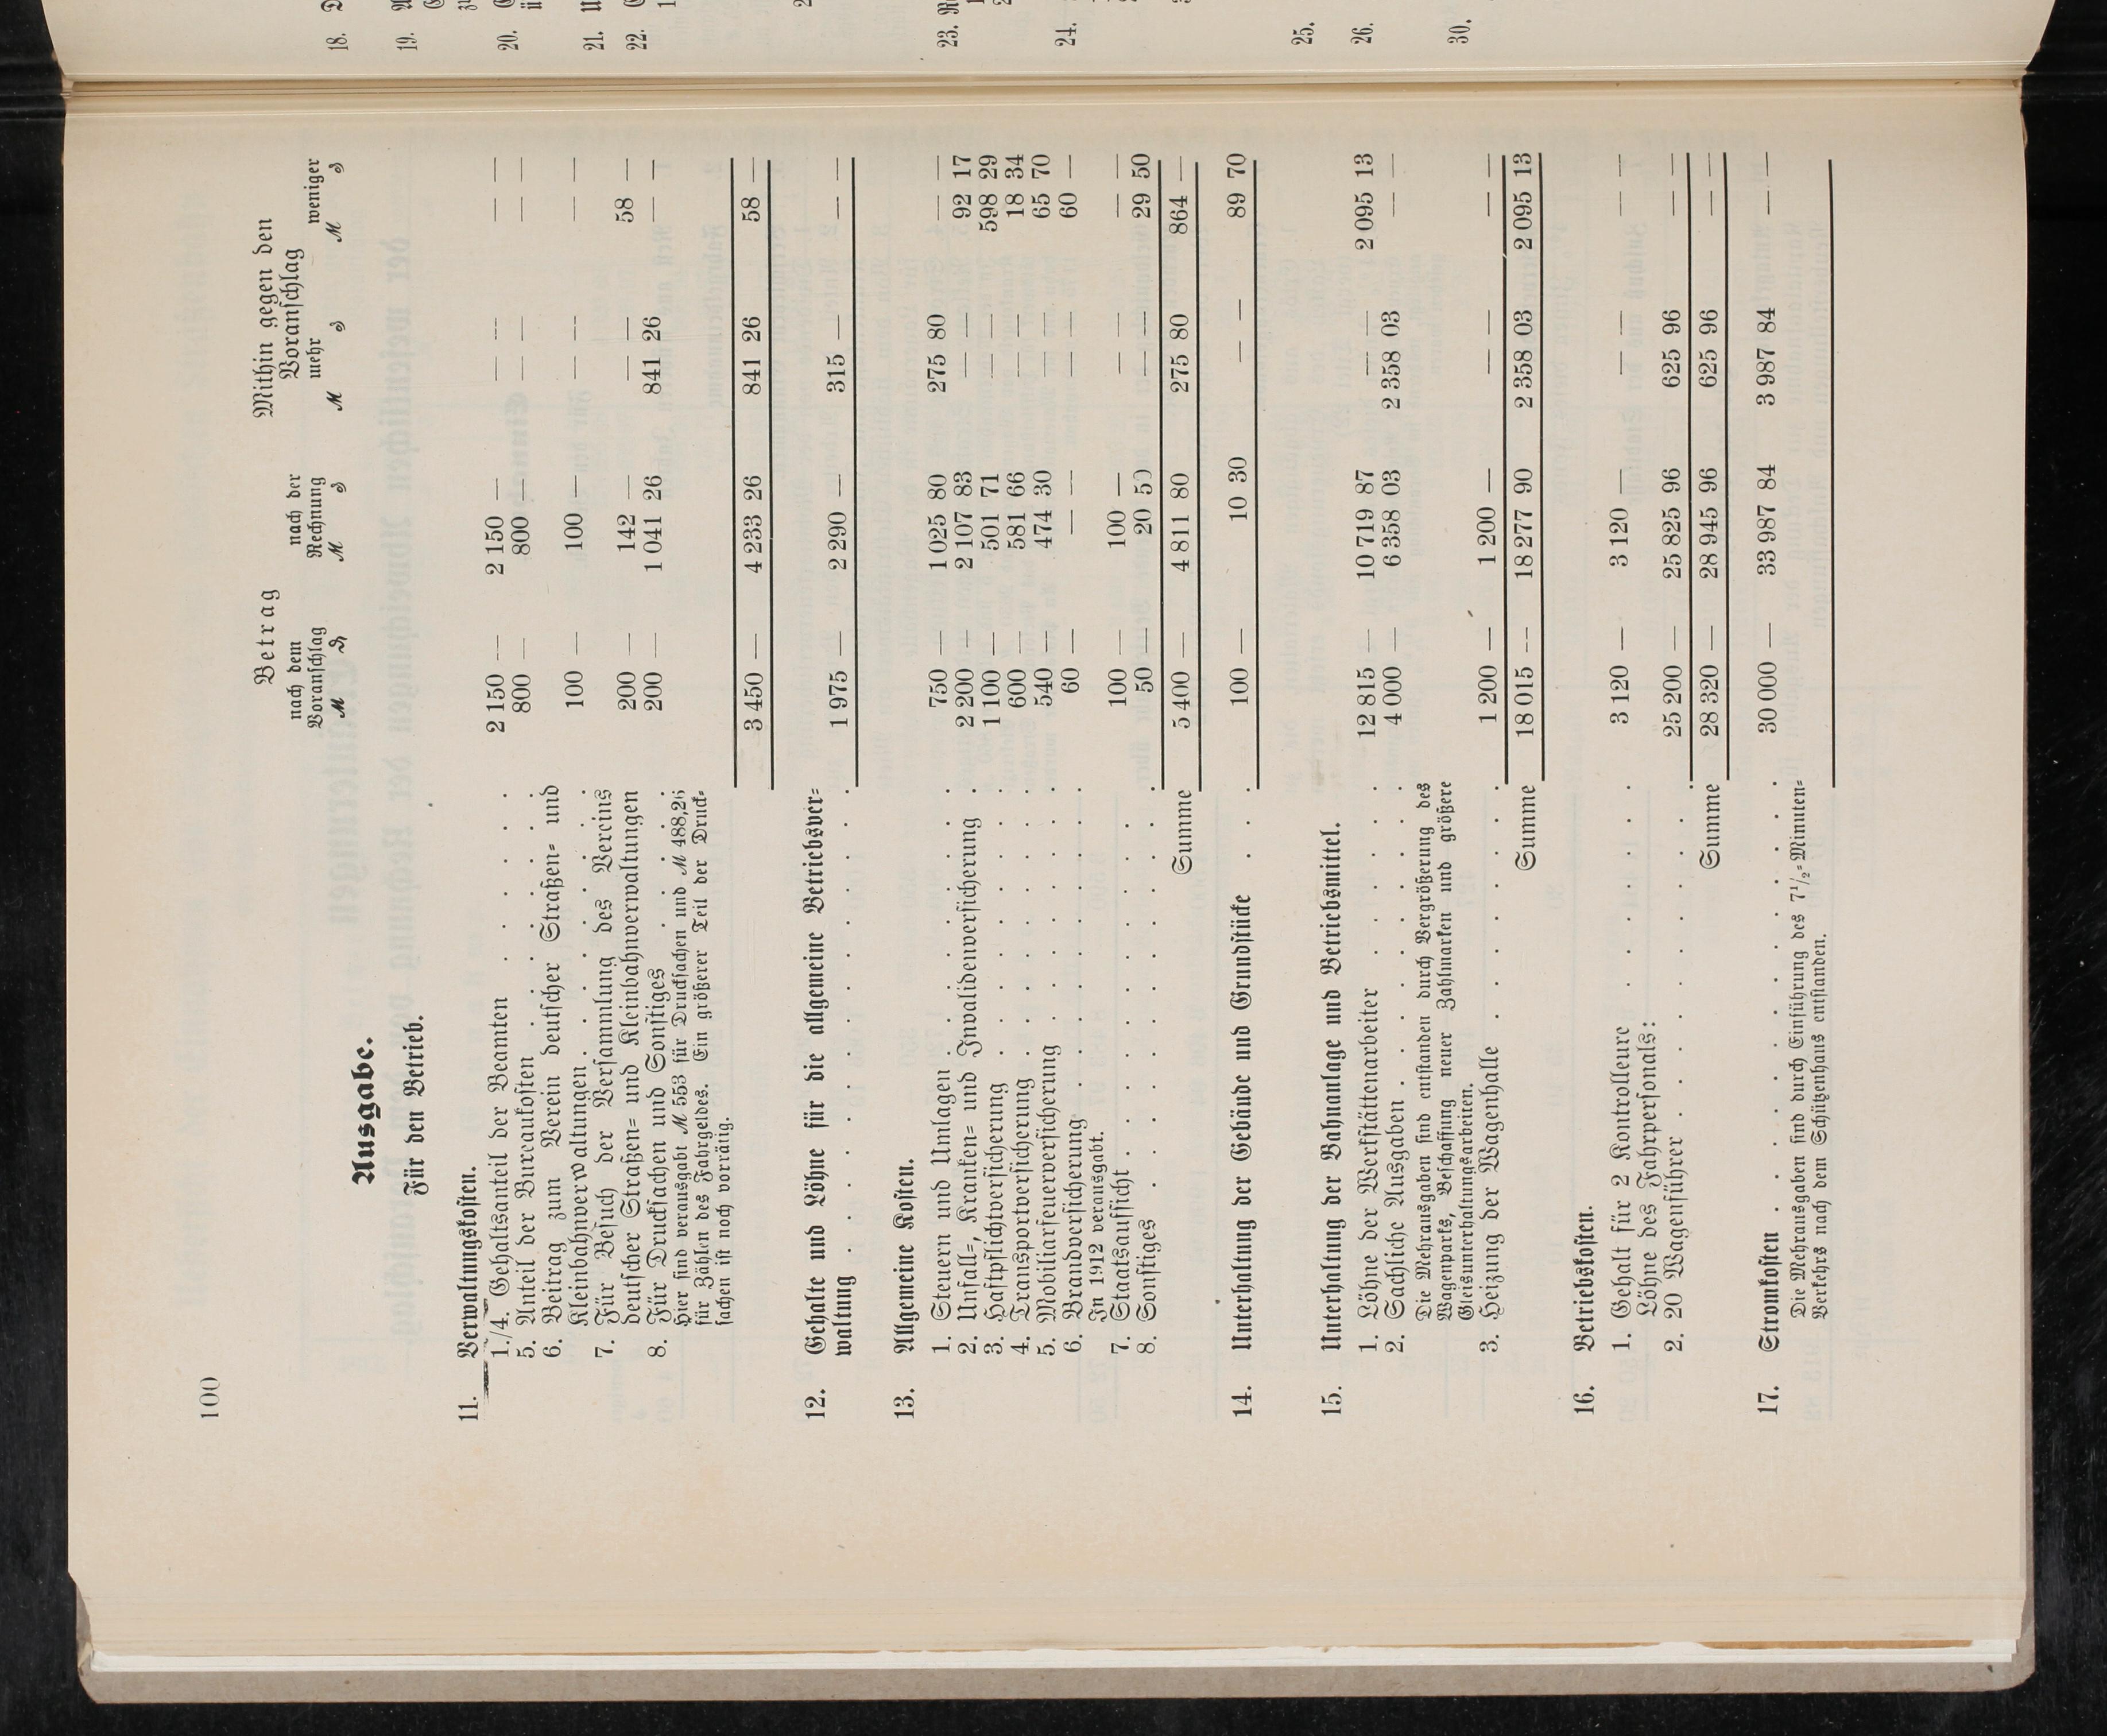 100
Betrag
Mithin gegen den
Voranschlag
nach dem
Voranschlag
nach der
Rechnung
mehr
weniger
ℳ ₰ ℳ ₰ ℳ ₰ ℳ ₰
Ausgabe.
Für den Betrieb.
11. Verwaltungskosten.
1./4. Gehaltsanteil der Beamten . . . . . . 2 150 — 2 150 — — — — —
5. Anteil der Bureaukosten . . . . . 800 — 800 — — — — —
6. Beitrag zum Verein deutscher Straßen- und
Kleinbahnverwaltungen . . . . . . 100 — 100 — — — — —
7. Für Besuch der Versammlung des Vereins
deutscher Straßen- und Kleinbahnverwaltungen 200 — 142 — — — 58 —
8. Für Drucksachen und Sonstiges . . . . 200 — 1 041 26 841 26 — —
Hier sind verausgabt ℳ 553 für Drucksachen und ℳ 488,26
für Zählen des Fahrgeldes. Ein größerer Teil der Druck-
sachen ist noch vorrätig.
3 450 — 4 233 26 841 26 58 —
12. Gehalte und Löhne für die allgemeine Betriebsver-
waltung . . . . . . . . . . . 1 975 — 2 290 — 315 — — —
13. Allgemeine Kosten.
1. Steuern und Umlagen . . . . . . . 750 — 1 025 80 275 80 — —
2. Unfall-, Kranken- und Invalidenversicherung . 2 200 — 2 107 83 — — 92 17
3. Haftpflichtversicherung . . . . . . . 1 100 — 501 71 — — 598 29
4. Transportversicherung . . . . . . . 600 — 581 66 — — 18 34
5. Mobiliarfeuerversicherung . . . . . . 540 — 474 30 — — 65 70
6. Brandversicherung . . . . . . . . 60 — — — — — 60 —
In 1912 verausgabt.
7. Staatsaufsicht . . . . . . . . . 100 — 100 — — — — —
8. Sonstiges . . . . . . . . . . 50 — 20 50 — — 29 50
Summe 5 400 — 4 811 80 275 80 864 —
14. Unterhaltung der Gebäude und Grundstücke . . . 100 — 10 30 — — 89 70
15. Unterhaltung der Bahnanlage und Betriebsmittel.
1. Löhne der Werkstättenarbeiter . . . . . 12 815 — 10 719 87 — — 2 095 13
2. Sachliche Ausgaben . . . . . . . . 4 000 — 6 358 03 2 358 03 — —
Die Mehrausgaben sind entstanden durch Vergrößerung des
Wagenparks, Beschaffung neuer Zahlmarken und größere
Gleisunterhaltungsarbeiten.
3. Heizung der Wagenhalle . . . . . . . 1 200 — 1 200 — — — — —
Summe 18 015 — 18 277 90 2 358 03 2 095 13
16. Betriebskosten.
1. Gehalt für 2 Kontrolleure . . . . . . 3 120 — 3 120 — — — — —
Löhne des Fahrpersonals:
2. 20 Wagenführer . . . . . . . . . 25 200 — 25 825 96 625 96 — —
Summe 28 320 — 28 945 96 625 96 — —
17. Stromkosten . . . . . . . . . . . . 30 000 — 33 987 84 3 987 84 — —
Die Mehrausgaben sind durch Einführung des 7½-Minuten-
Verkehrs nach dem Schützenhaus entstanden.
18.
19.
20.
21.
22.
23.
24.
25.
26.
30.